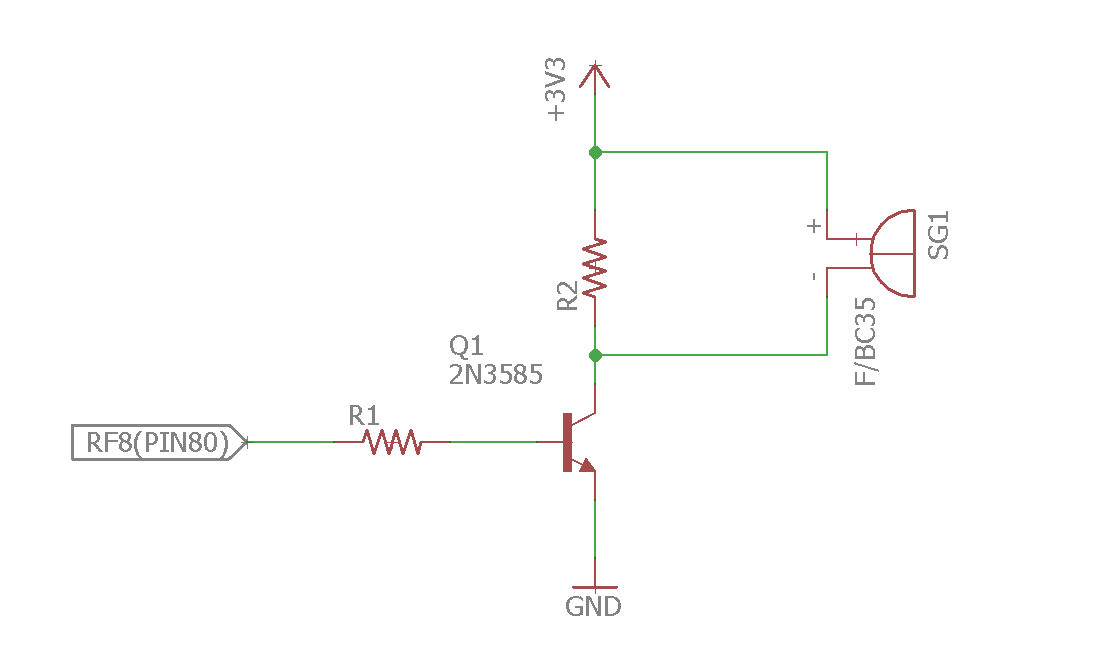 +3V3
+
SG1
-
R2
F/BC35
Q1
2N3585
R1
RF8(PIN80)
GND